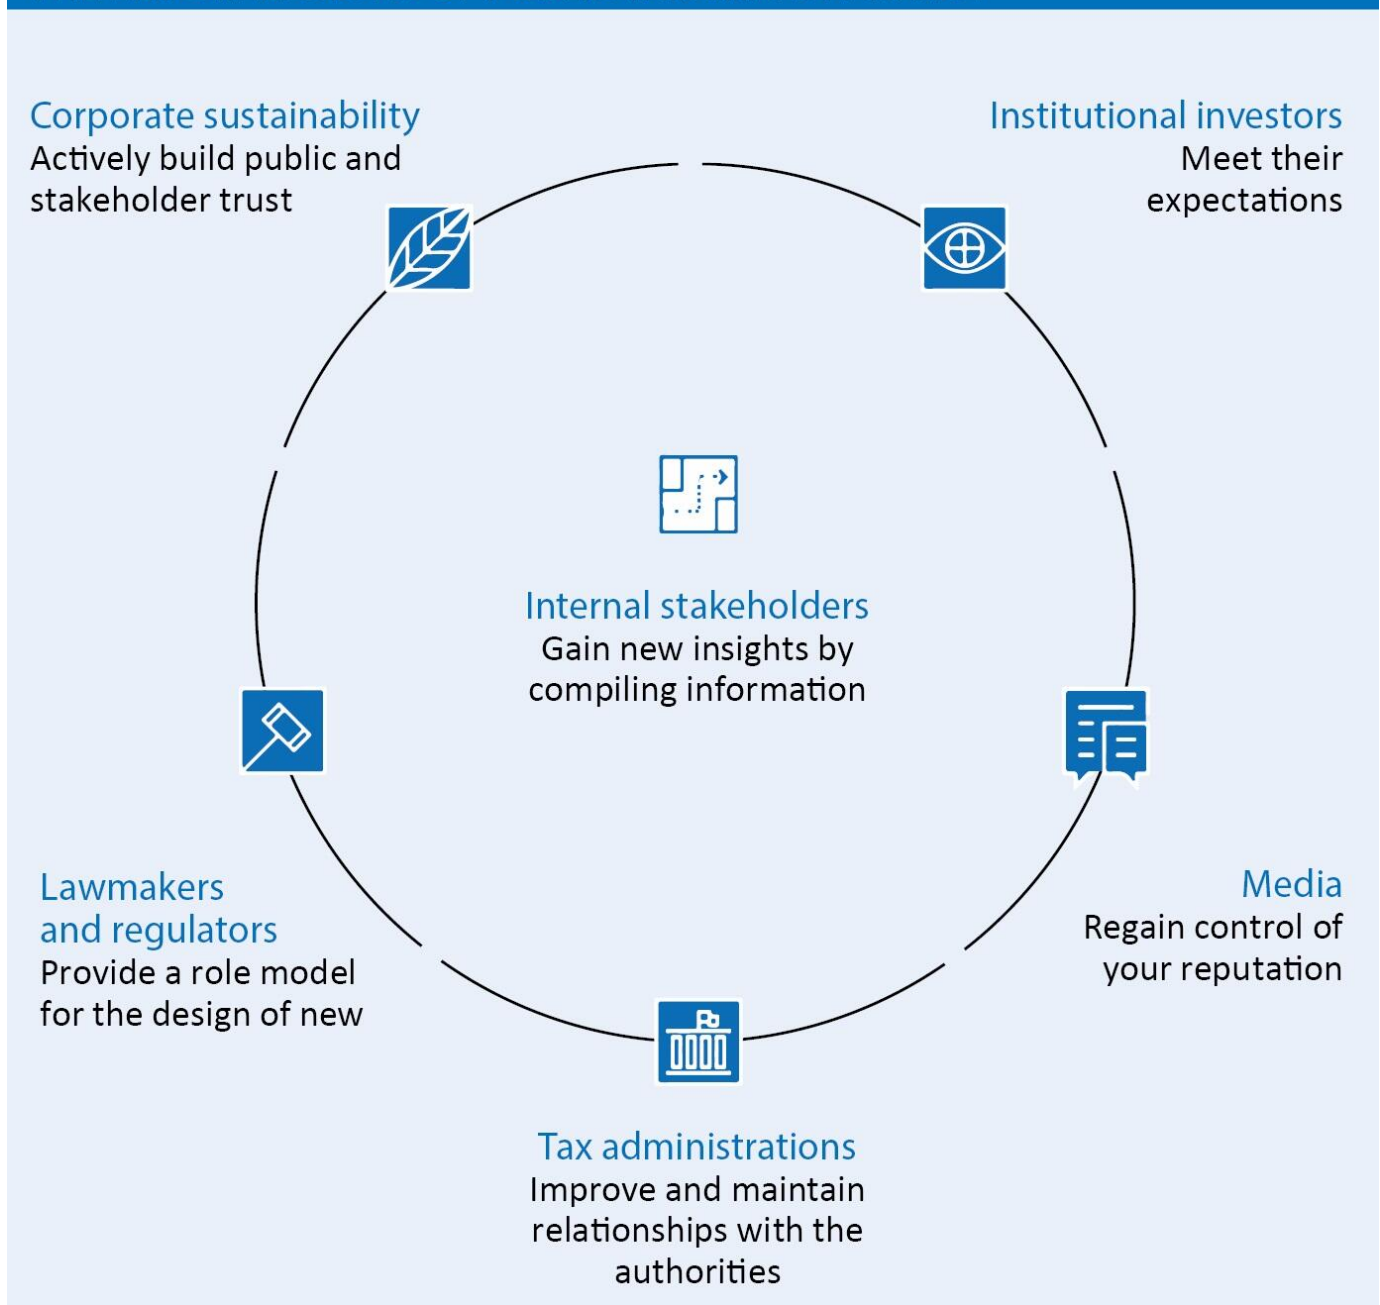 Corporate sustainability
Actively build public and
stakeholder trust
Institutional investors
Meet their
expectations
Internal stakeholders
Gain new insights by
compiling information
Lawmakers
and regulators
Provide a role model
for the design of new
Media
Regain control of
your reputation
Tax administrations
Improve and maintain
relationships with the
authorities